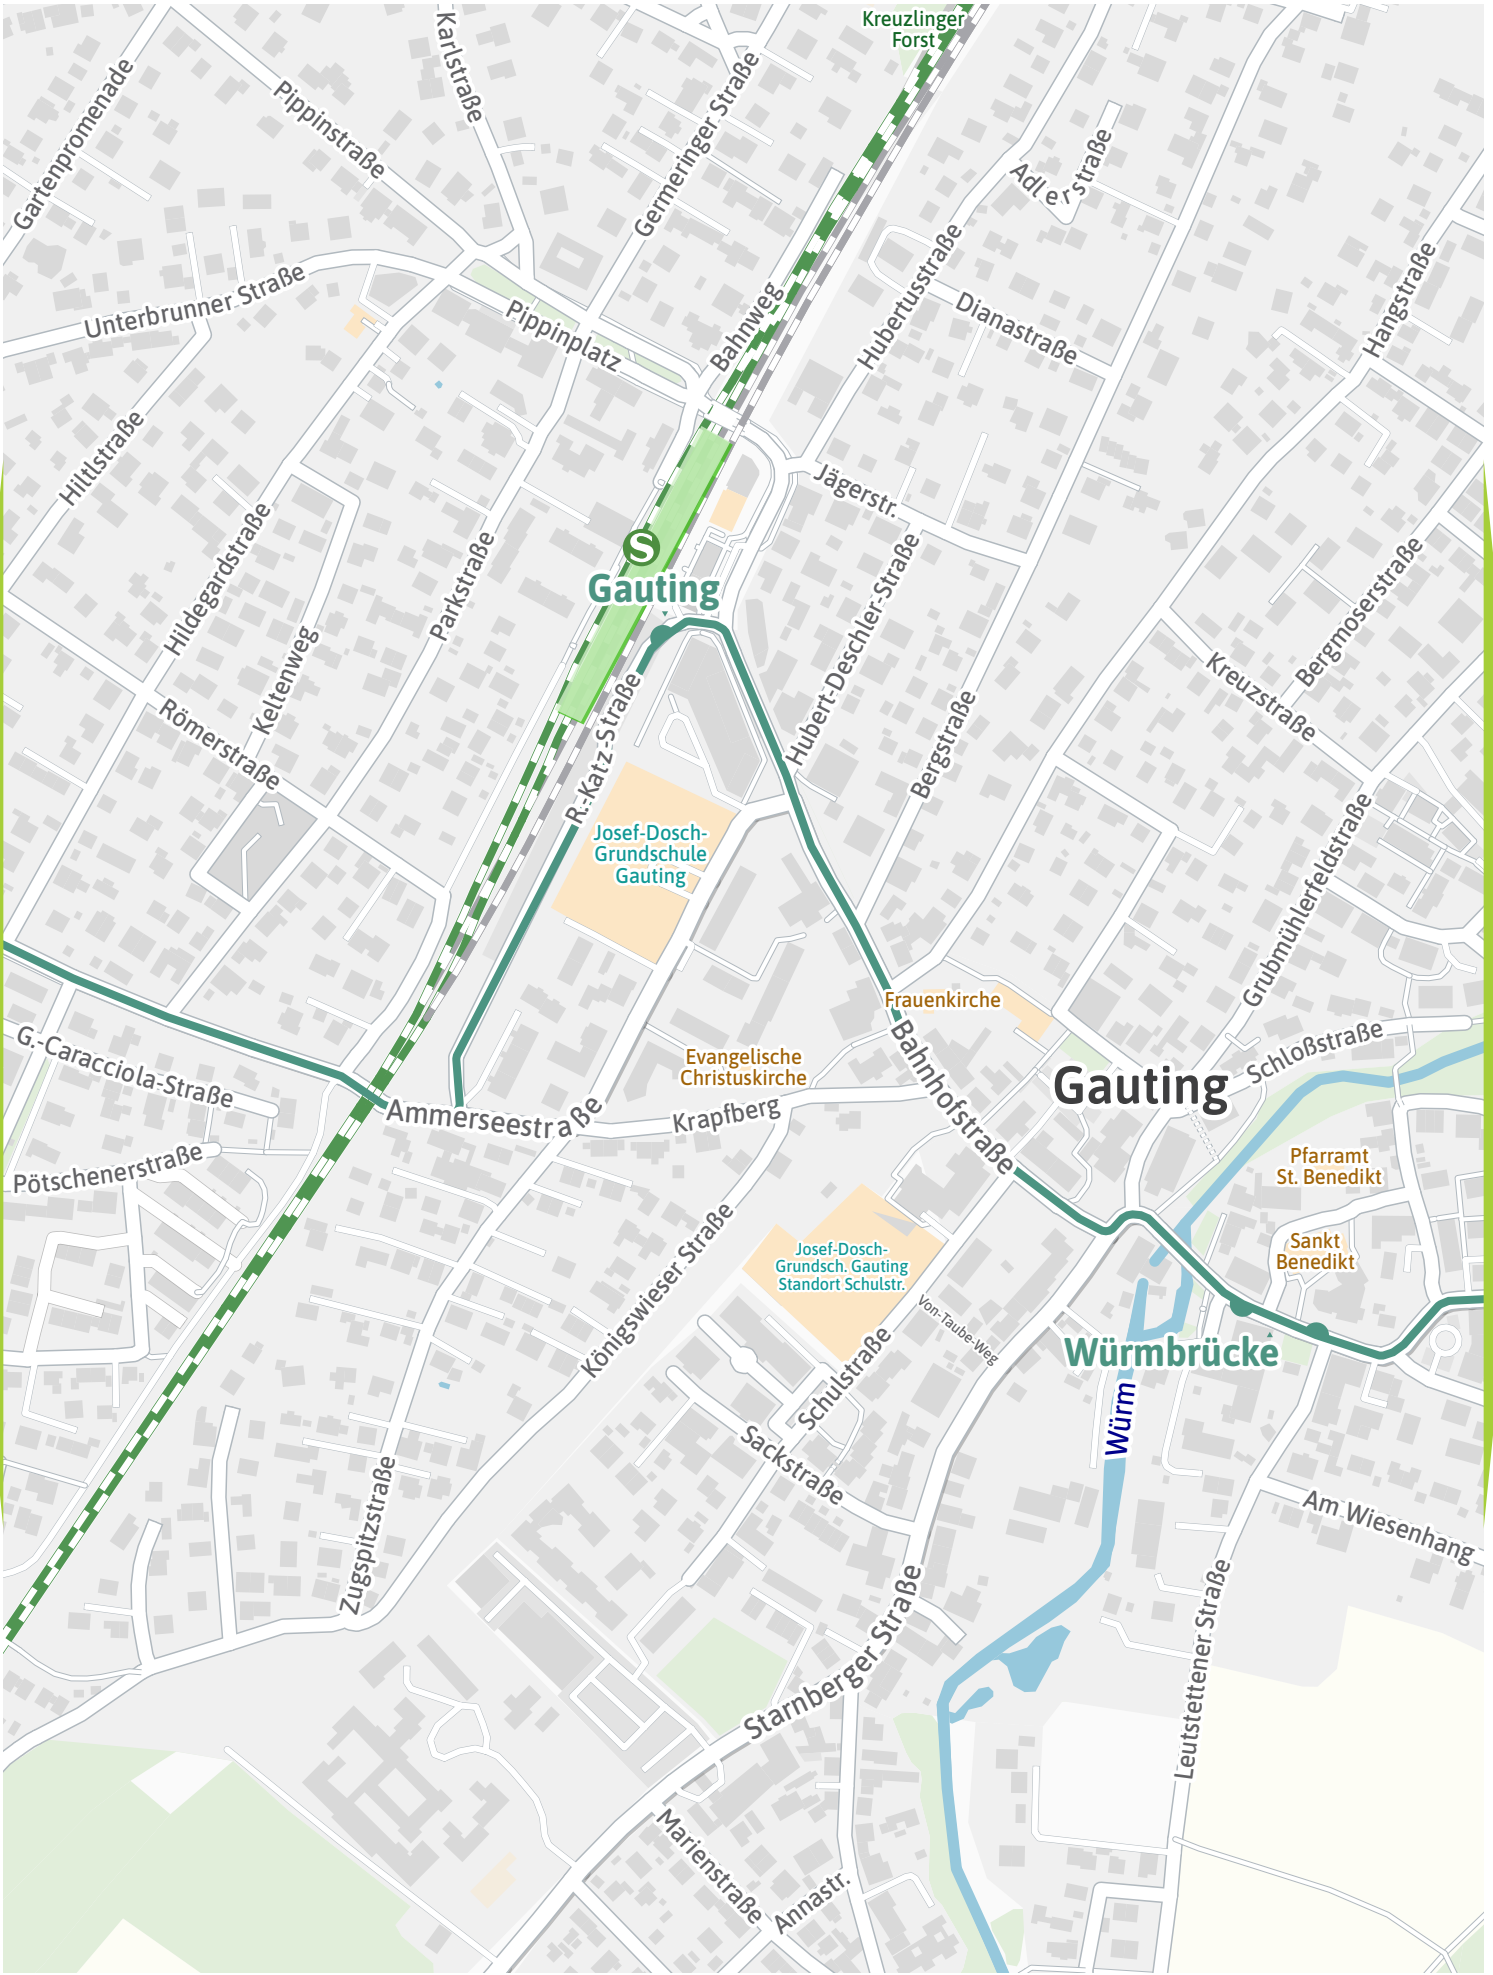 Kreuzlinger
Forst
Karlstraße
Gartenpromenade
Pippinstraße
Germeringer Straße
Adlerstraße
Unterbrunner Straße
Pippinplatz
Bahnweg
Hubertusstraße
Dianastraße
Hangstraße
Hiltlstraße
Jägerstr.
Hildegardstraße
Parkstraße
S
Gauting
Hubert-Deschler-Straße
Bergmoserstraße
Keltenweg
Kreuzstraße
Römerstraße
R.-Katz-Straße
Bergstraße
Josef-Dosch-
Grundschule
Gauting
Grubmühlerfeldstraße
Frauenkirche
G.-Caracciola-Straße
Evangelische
Christuskirche
Bahnhofstraße
Gauting
Schloßstraße
Ammerseestraße
Krapfberg
Pötschenerstraße
Pfarramt
St. Benedikt
Königswieser Straße
Josef-Dosch-
Grundsch. Gauting
Standort Schulstr.
Sankt
Benedikt
Von-Taube-Weg
Würmbrücke
Schulstraße
Würm
Sackstraße
Zugspitzstraße
Am Wiesenhang
Starnberger Straße
Leutstettener Straße
Marienstraße
Annastr.